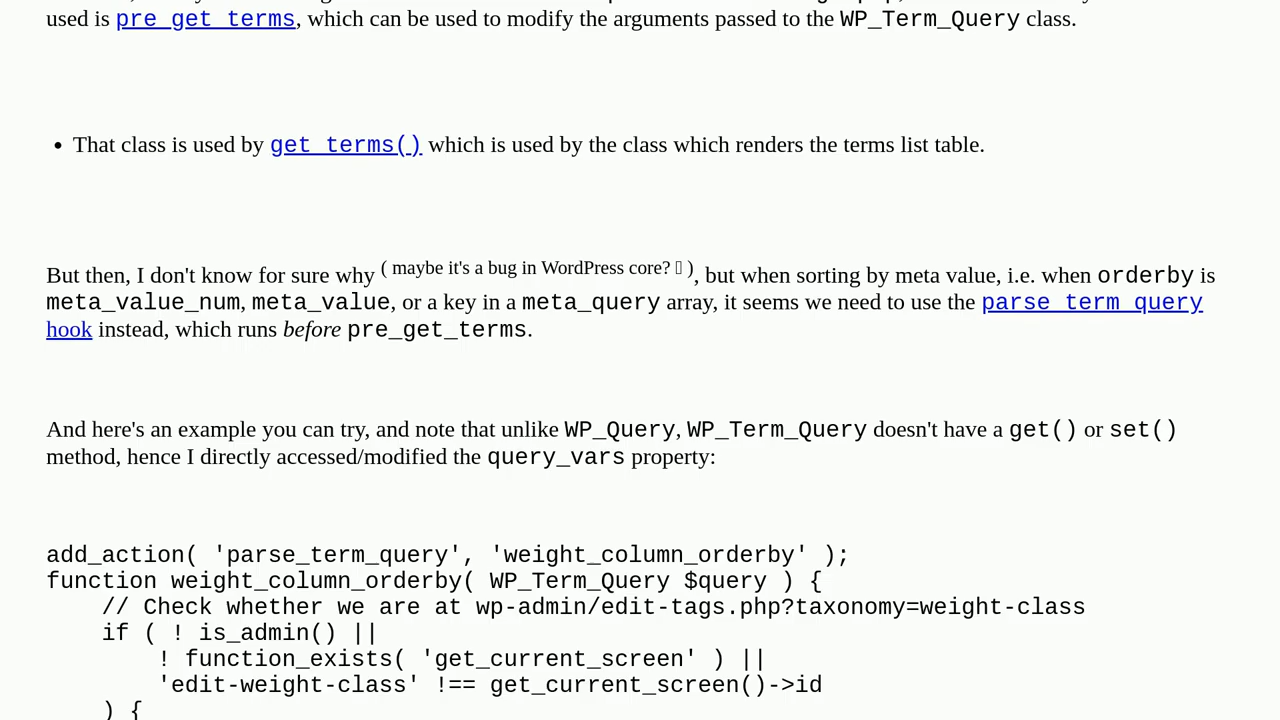 used is pre_get_terms, which can be used to modify the arguments passed to the WP_Term_Query class.
• That class is used by get_terms() which is used by the class which renders the terms list table.
But then, I don't know for sure why ( maybe it's a bug in WordPress core? ), but when sorting by meta value, i.e. when orderby is
meta_value_num, meta_value, or a key in a meta_query array, it seems we need to use the parse_term_query
hook instead, which runs before pre_get_terms.
And here's an example you can try, and note that unlike WP_Query, WP_Term_Query doesn't have a get() or set()
method, hence I directly accessed/modified the query_vars property:
add_action( 'parse_term_query', 'weight_column_orderby' );
function weight_column_orderby( WP_Term_Query $query ) {
    // Check whether we are at wp-admin/edit-tags.php?taxonomy=weight-class
    if ( ! is_admin() ||
        ! function_exists( 'get_current_screen' ) ||
        'edit-weight-class' !== get_current_screen()->id
    ) {